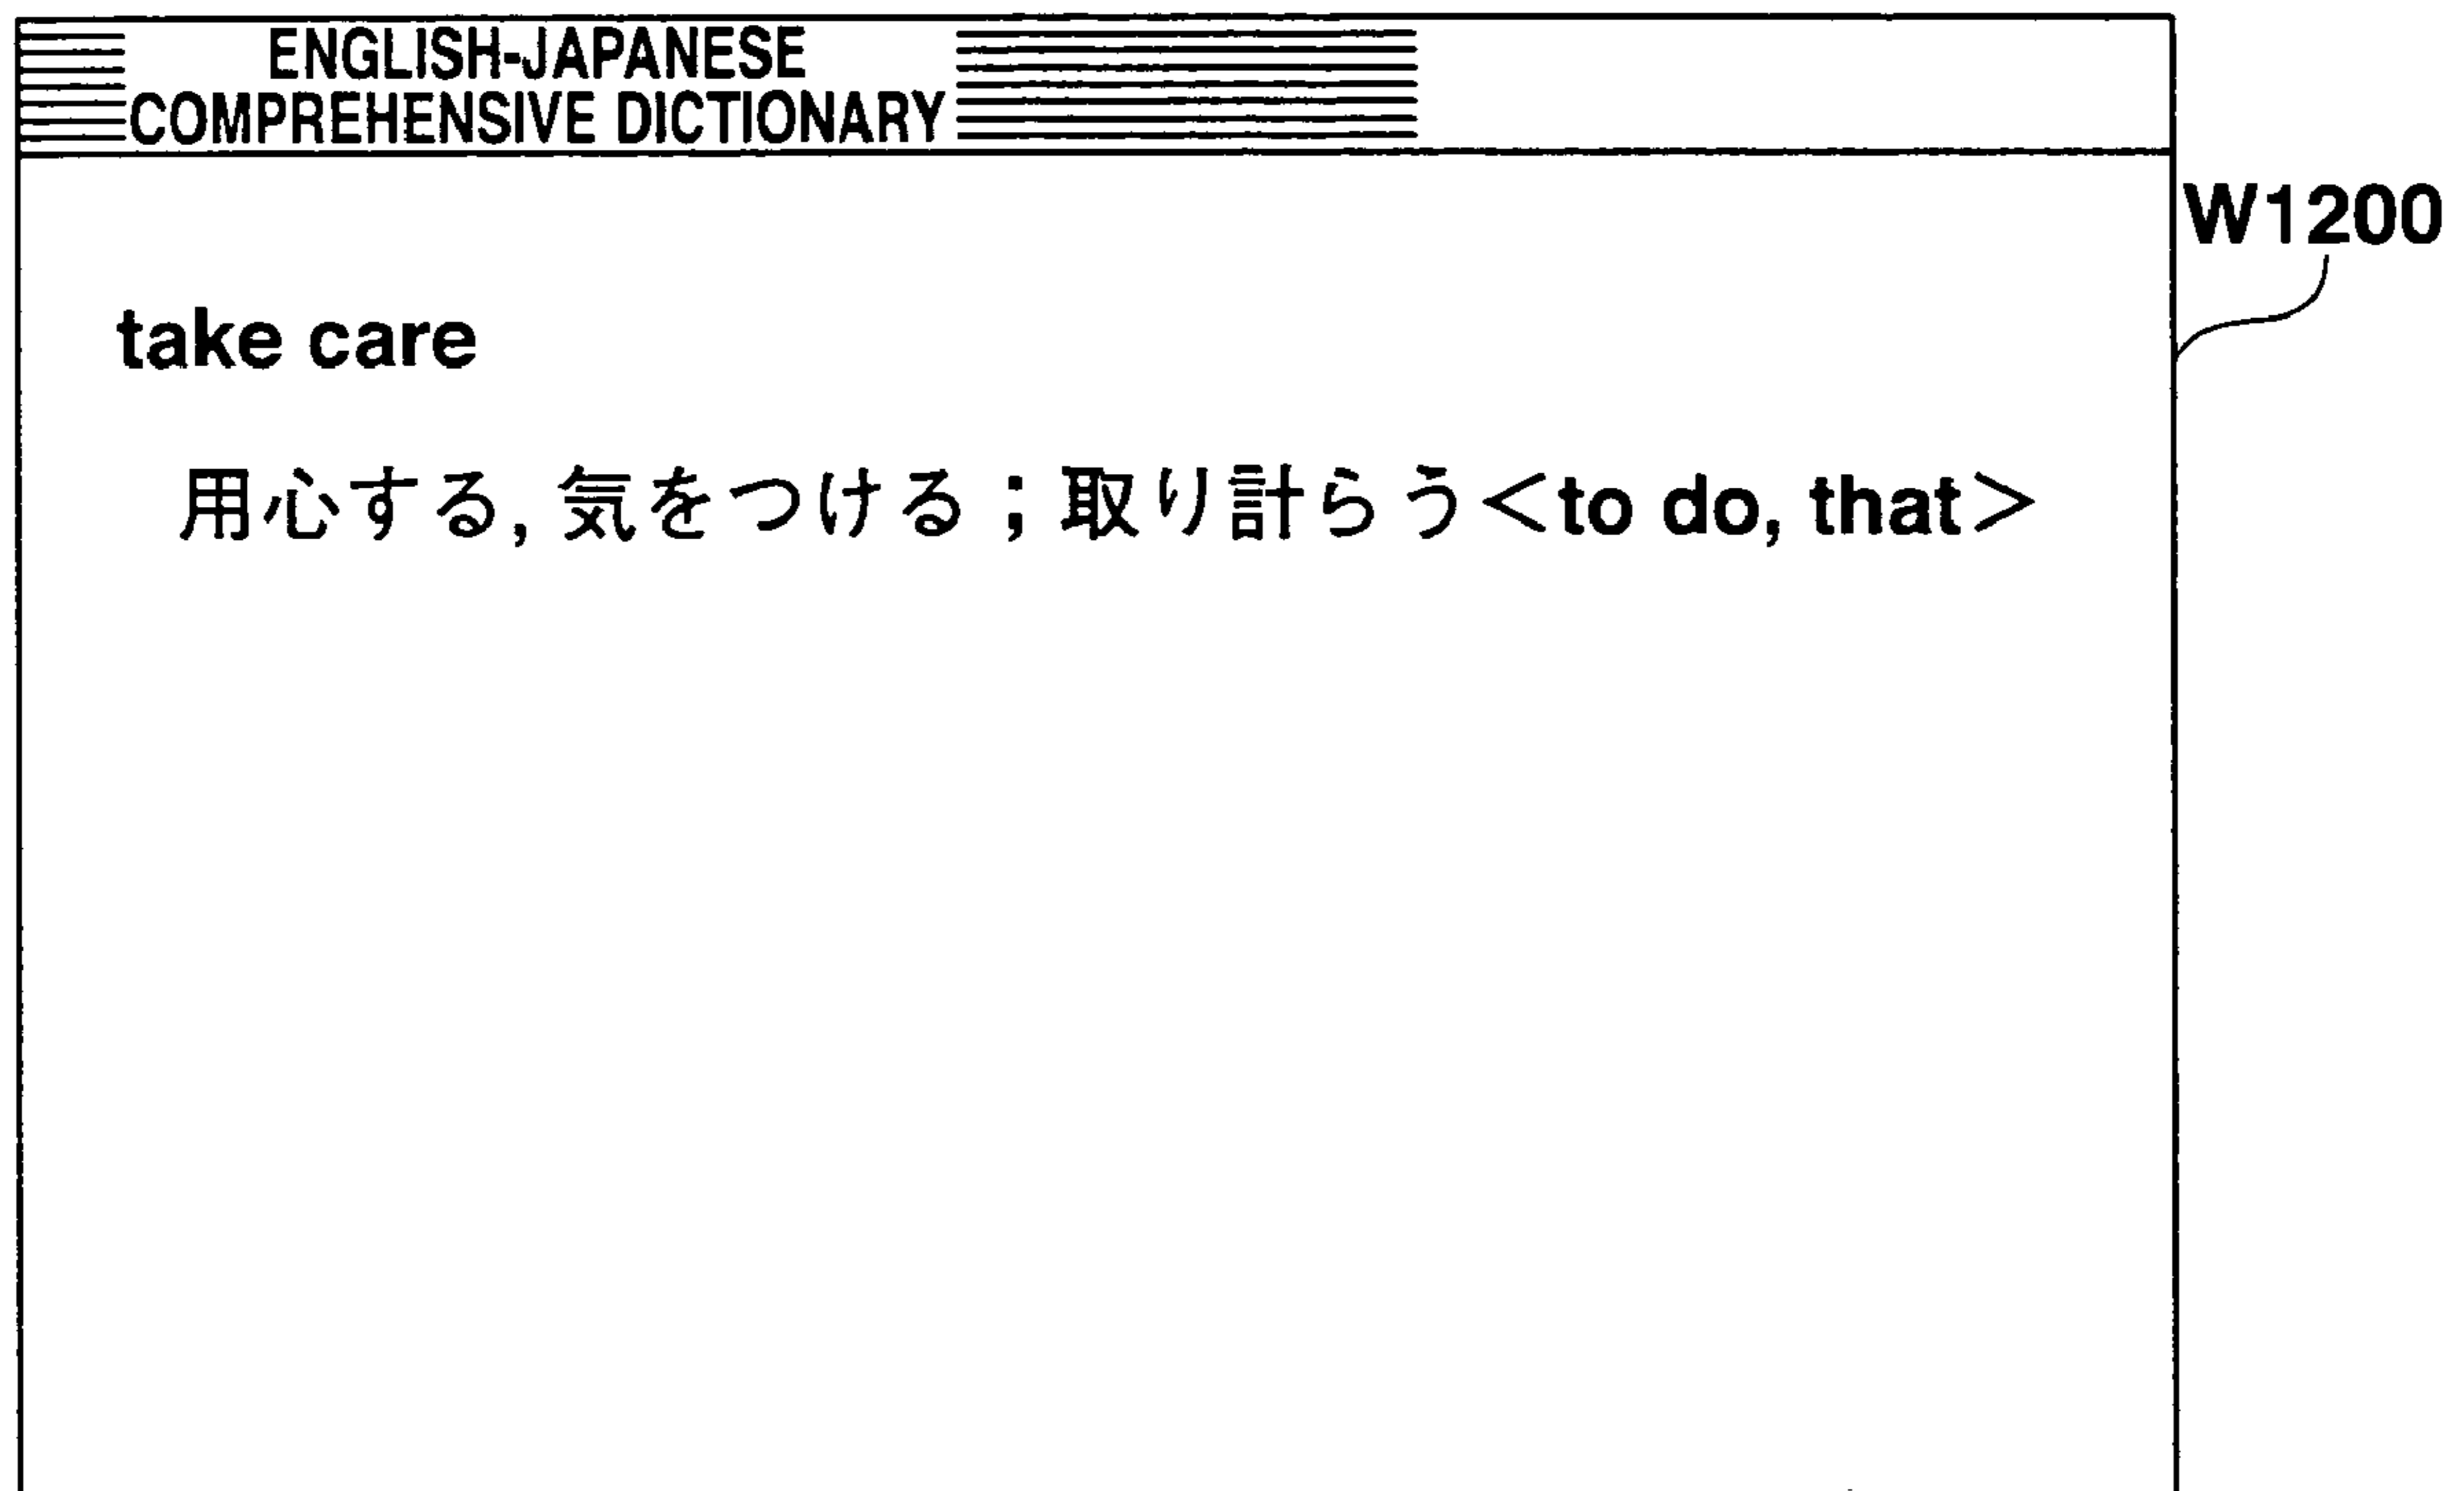 ENGLISH-JAPANESE
COMPREHENSIVE DICTIONARY
W1200
take care
用心する, 気をつける；取り計らう＜to do, that＞